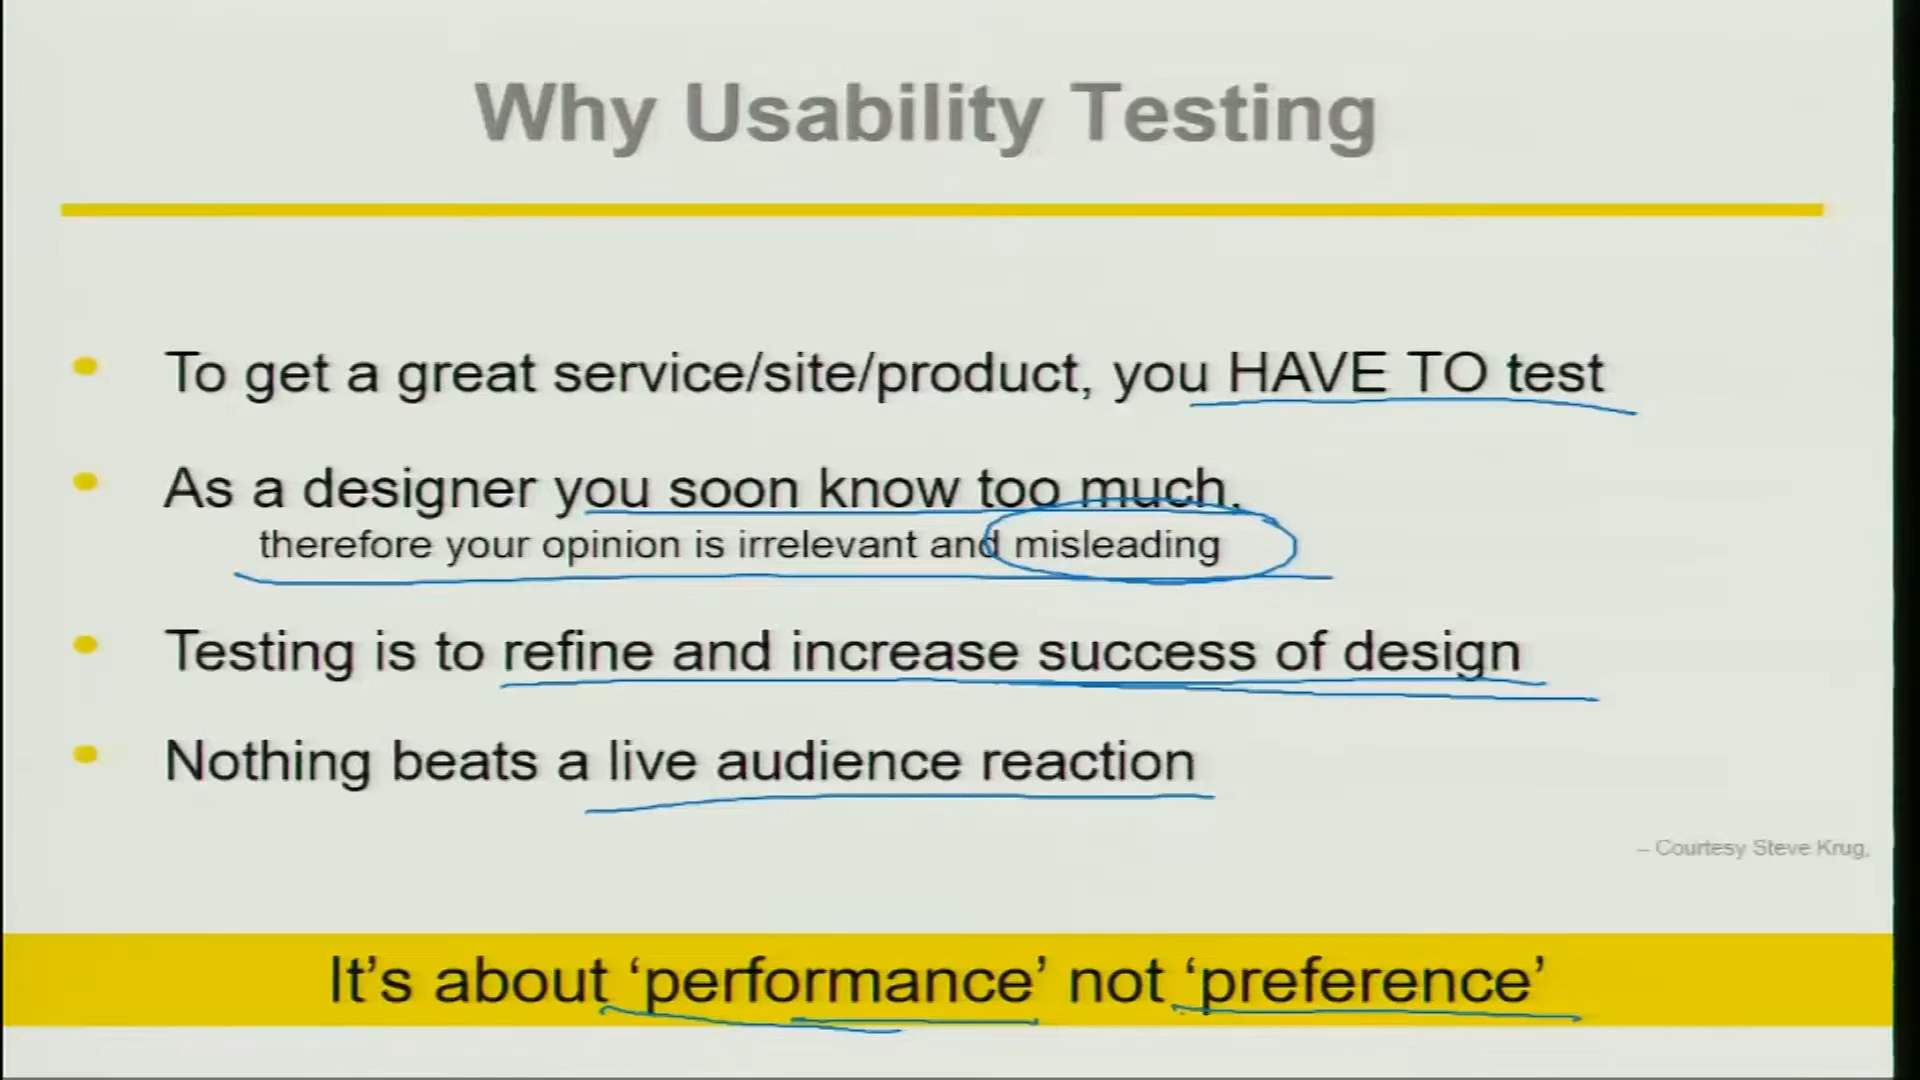 Why Usability Testing
To get a great service/site/product, you HAVE TO test
As a designer you soon know too much,
therefore your opinion is irrelevant and misleading
Testing is to refine and increase success of design
Nothing beats a live audience reaction
– Courtesy Steve Krug,
It's about ‘performance’ not ‘preference’